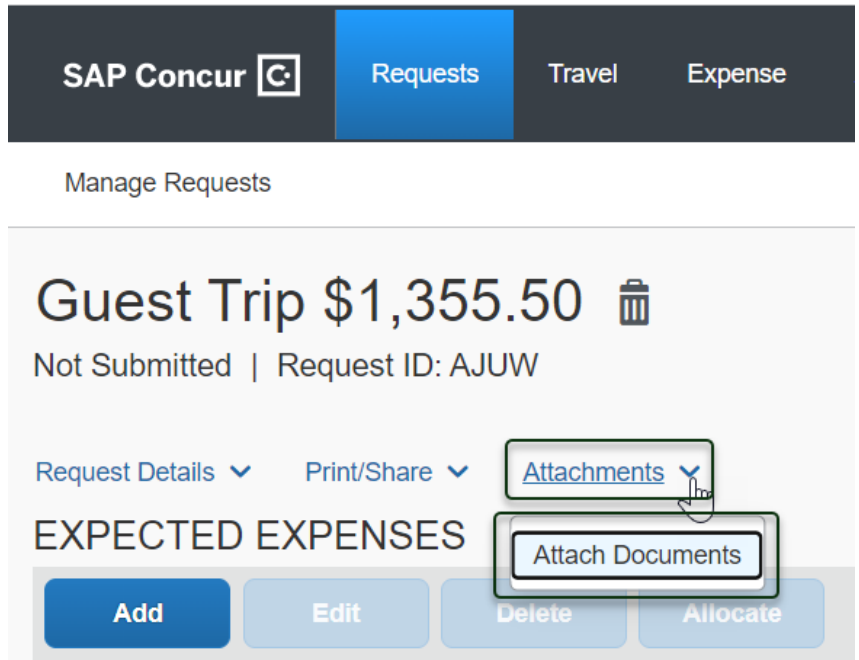 SAP Concur C Requests Travel Expense
Manage Requests
Guest Trip $1,355.50
Not Submitted | Request ID: AJUW
Request Details Print/Share Attachments
EXPECTED EXPENSES
Attach Documents
Add Edit Delete Allocate